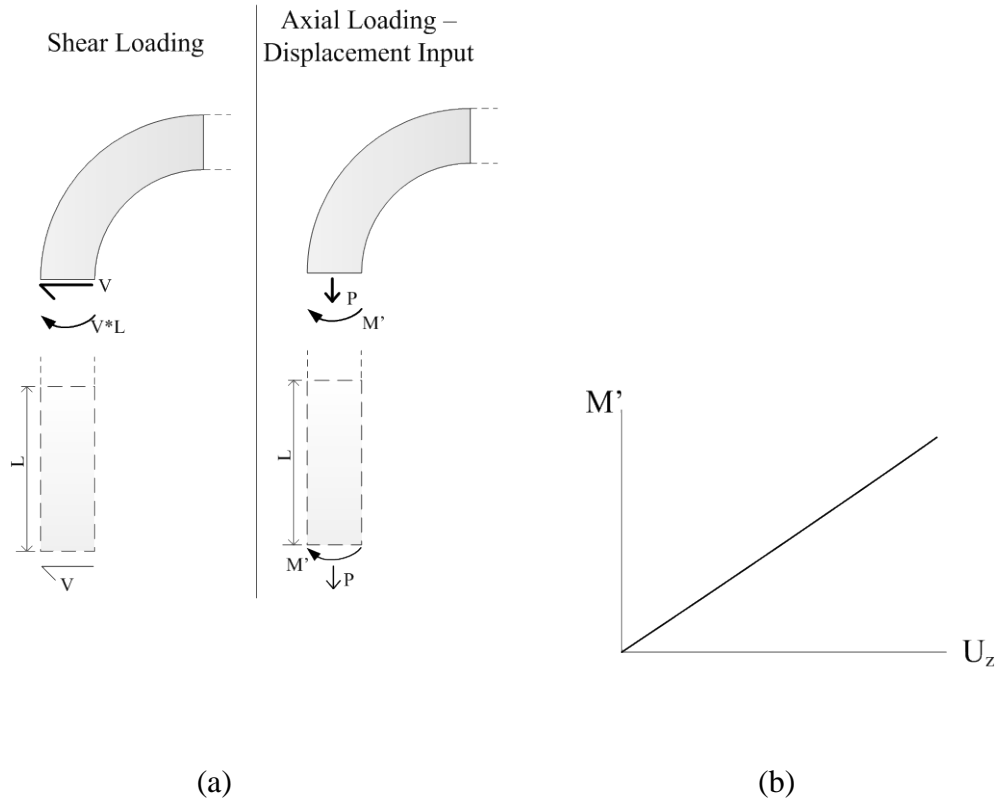 Shear Loading
Axial Loading –
Displacement Input
V
V*L
L
V
P
M’
L
M’
P
M’
U_z
(a)
(b)